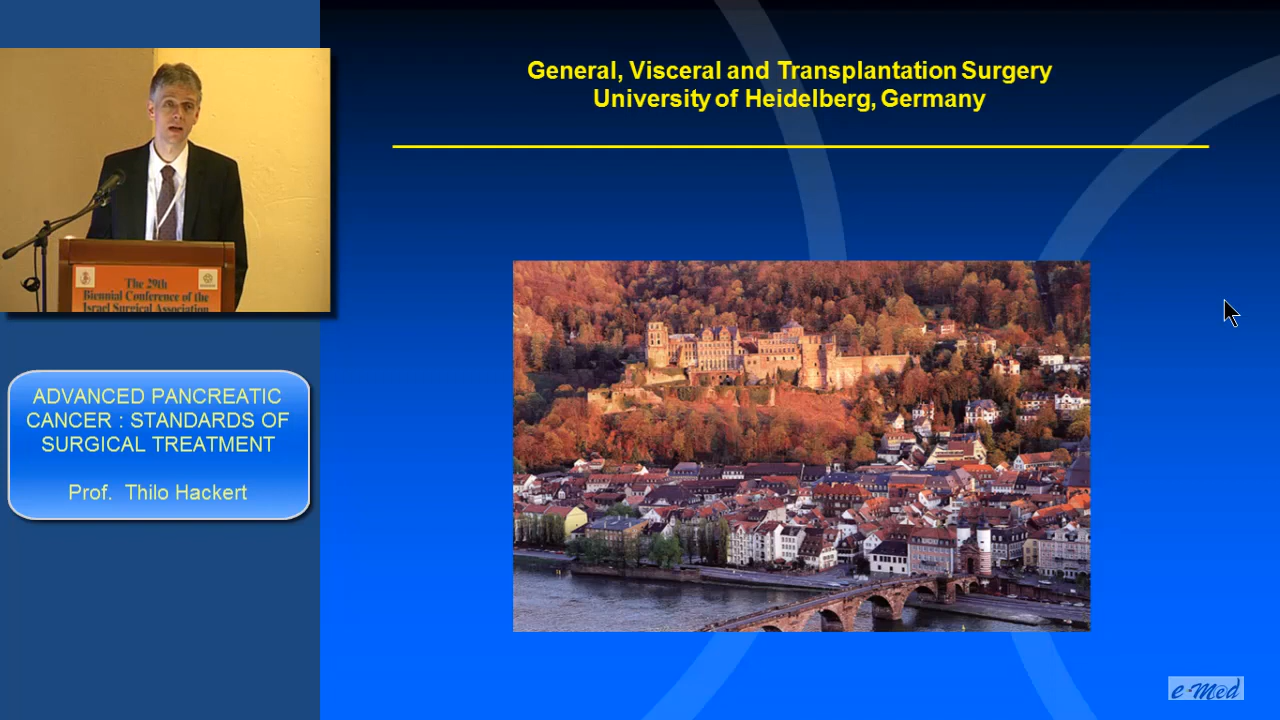 General, Visceral and Transplantation Surgery
University of Heidelberg, Germany
The 29th
Biennial Conference of the
Israel Surgical Association
ADVANCED PANCREATIC
CANCER : STANDARDS OF
SURGICAL TREATMENT
Prof. Thilo Hackert
e-Med